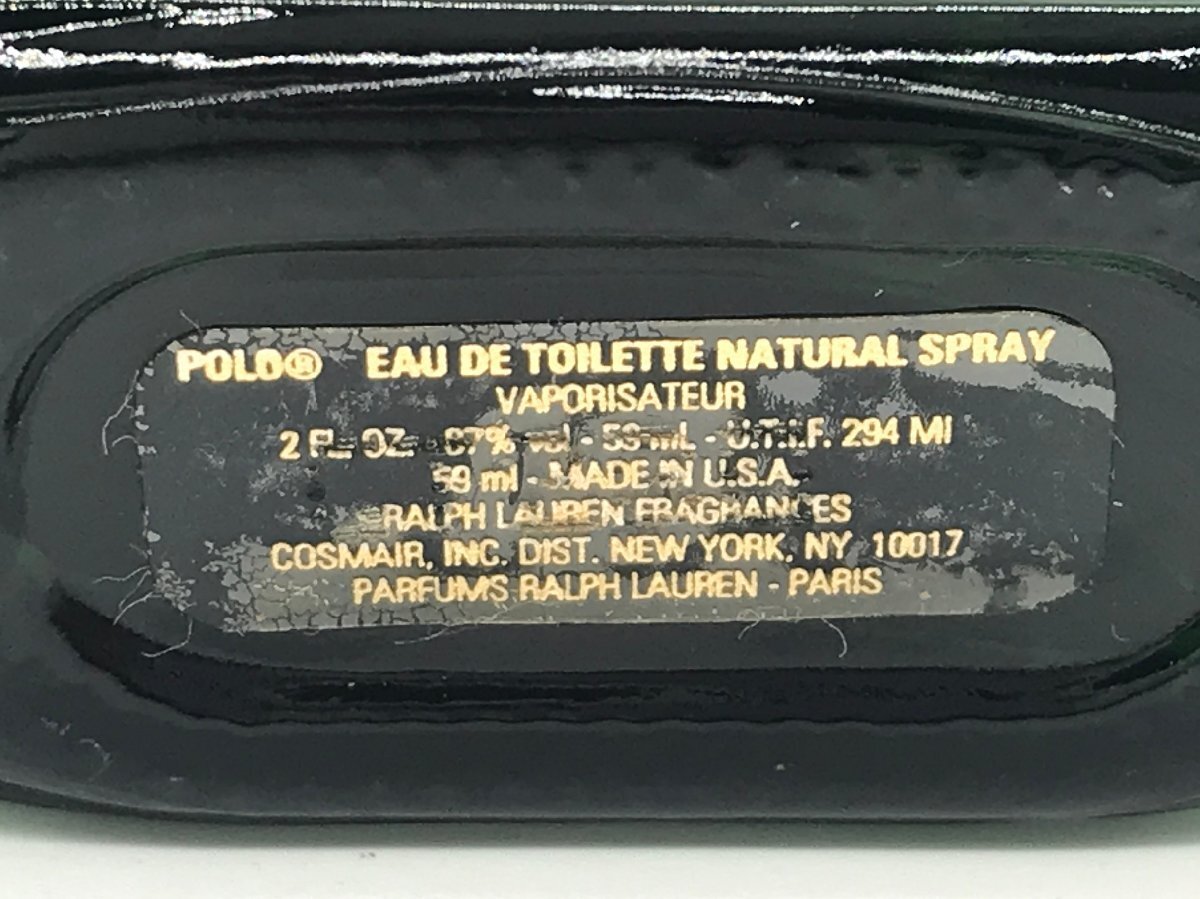 POLO® EAU DE TOILETTE NATURAL SPRAY
VAPORISATEUR
2 FL. OZ. - 87% vol - 59 mL - U.T.I.F. 294 MI
59 ml - MADE IN U.S.A.
RALPH LAUREN FRAGRANCES
COSMAIR, INC. DIST. NEW YORK, NY 10017
PARFUMS RALPH LAUREN - PARIS